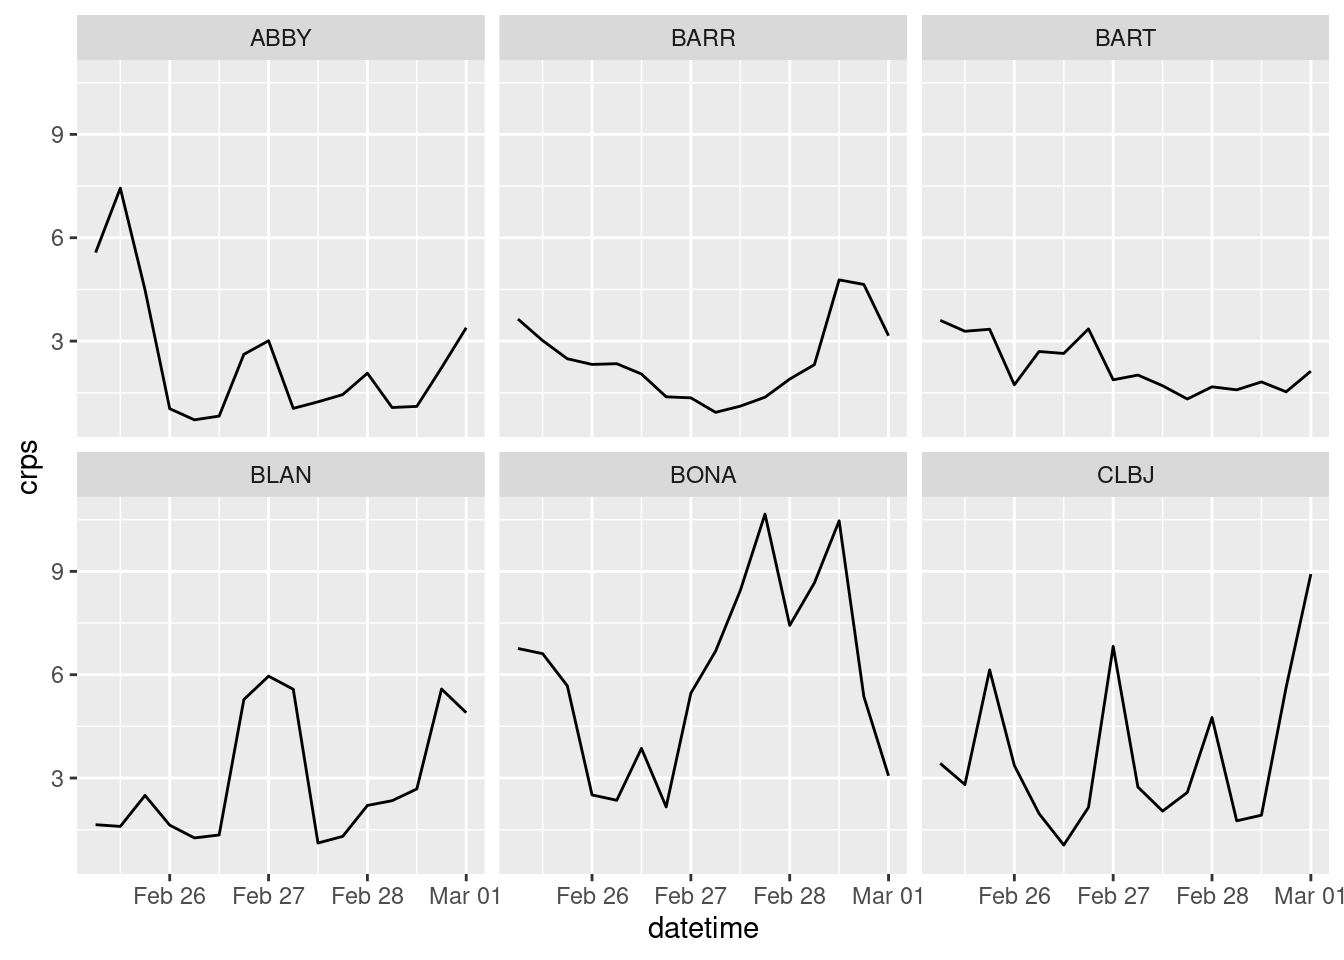 ABBY BARR BART
9
6
3
BLAN BONA CLBJ
9
6
3
crps
Feb 26 Feb 27 Feb 28 Mar 01 Feb 26 Feb 27 Feb 28 Mar 01 Feb 26 Feb 27 Feb 28 Mar 01
datetime